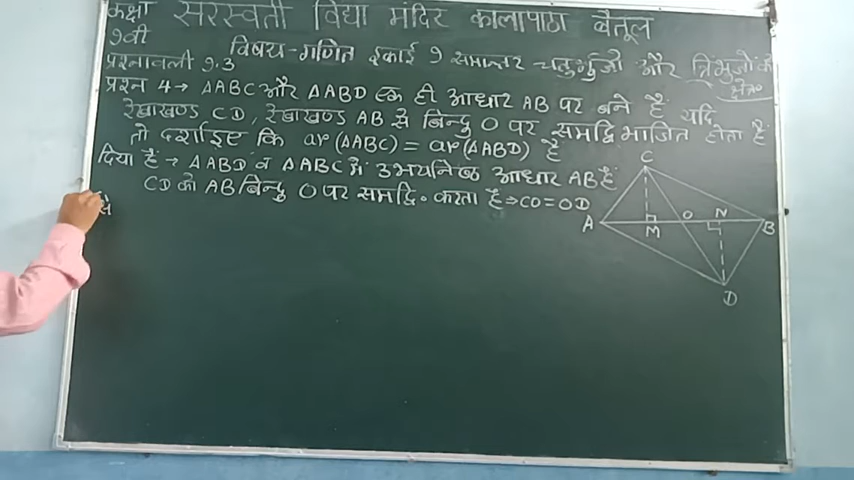 कक्षा सरस्वती विद्या मंदिर कालापाठा बैतूल
9वी विषय-गणित ईकाई 9 समान्तर चतुर्भुजो और त्रिभुजो के क्षेत्र०
प्रश्नावली 9.3
प्रश्न 4→ ΔABC और ΔABD एक ही आधार AB पर बने है यदि
रेखाखण्ड CD, रेखाखण्ड AB से बिन्दु O पर समद्विभाजित होता है
तो दर्शाइए कि ar(ΔABC) = ar(ΔABD) है
दिया है → ΔABD व ΔABC में उभयनिष्ठ आधार AB है
CD को AB बिन्दु O पर समद्वि० करता है ⇒ CO=OD
C
A
M
O
N
B
D